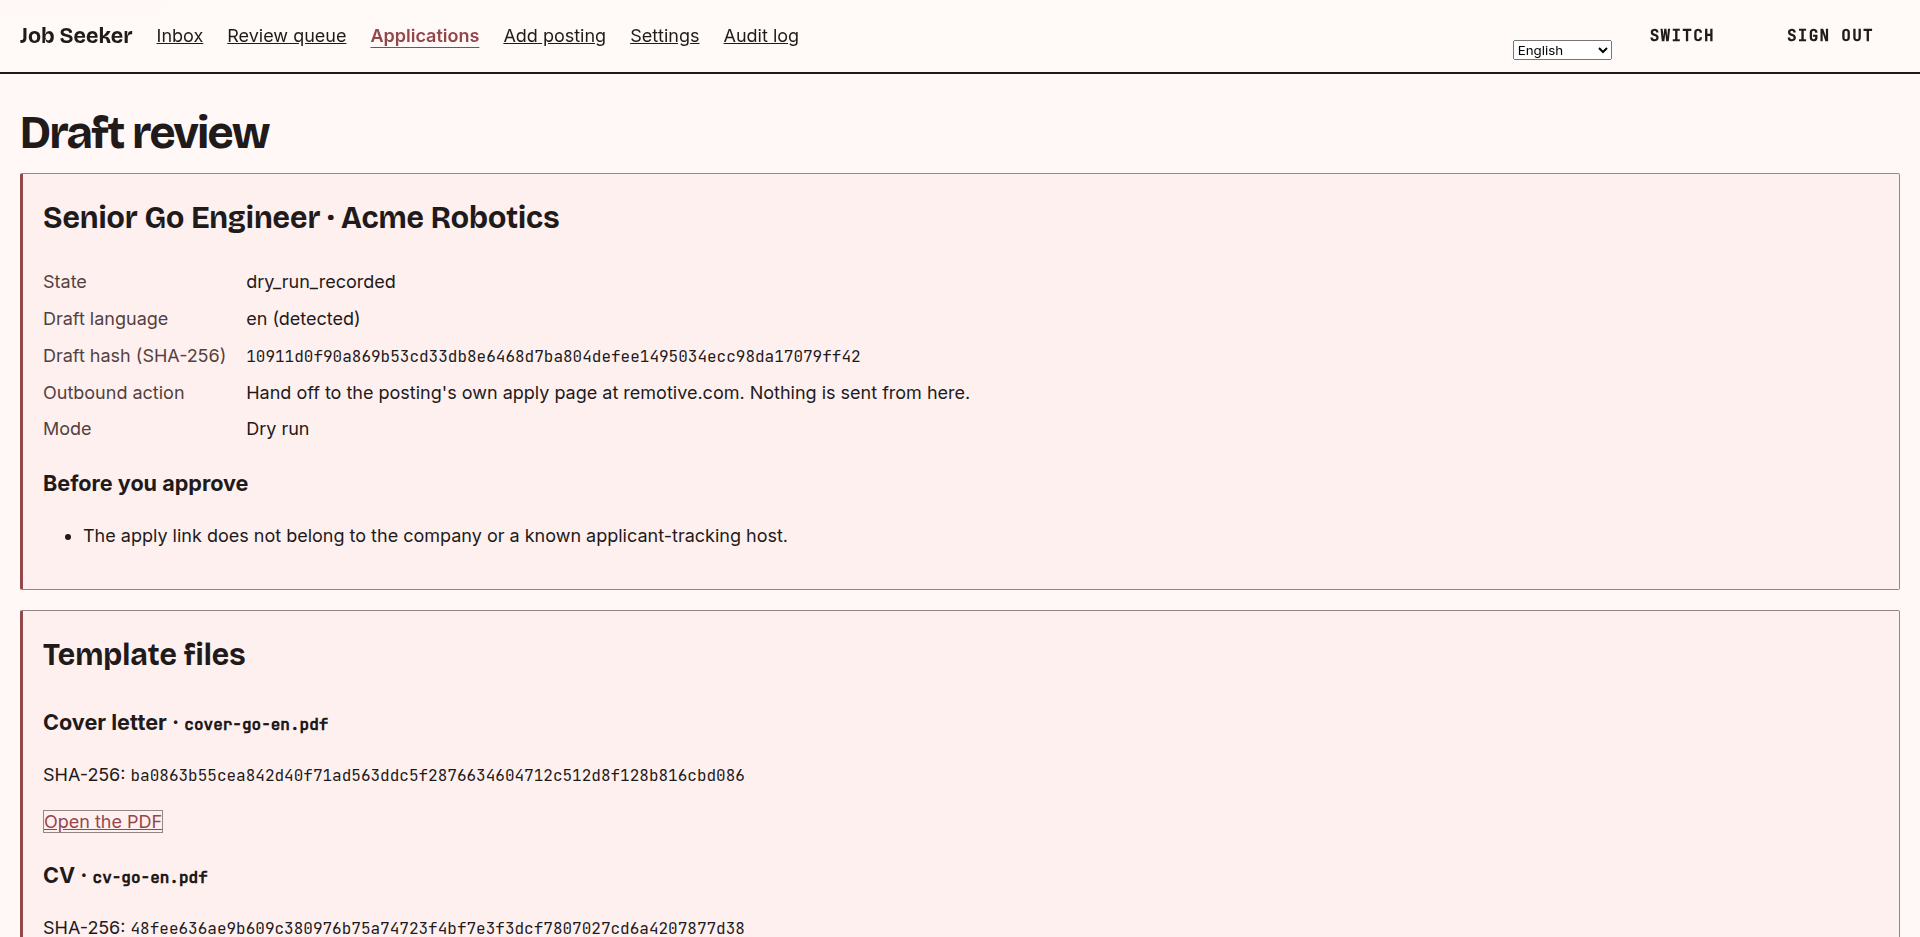 Job Seeker Inbox Review queue Applications Add posting Settings Audit log English SWITCH SIGN OUT
Draft review
Senior Go Engineer · Acme Robotics
State dry_run_recorded
Draft language en (detected)
Draft hash (SHA-256) 10911d0f90a869b53cd33db8e6468d7ba804defee1495034ecc98da17079ff42
Outbound action Hand off to the posting's own apply page at remotive.com. Nothing is sent from here.
Mode Dry run
Before you approve
• The apply link does not belong to the company or a known applicant-tracking host.
Template files
Cover letter · cover-go-en.pdf
SHA-256: ba0863b55cea842d40f71ad563ddc5f2876634604712c512d8f128b816cbd086
Open the PDF
CV · cv-go-en.pdf
SHA-256: 48fee636ae9b609c380976b75a74723f4bf7e3f3dcf7807027cd6a4207877d38